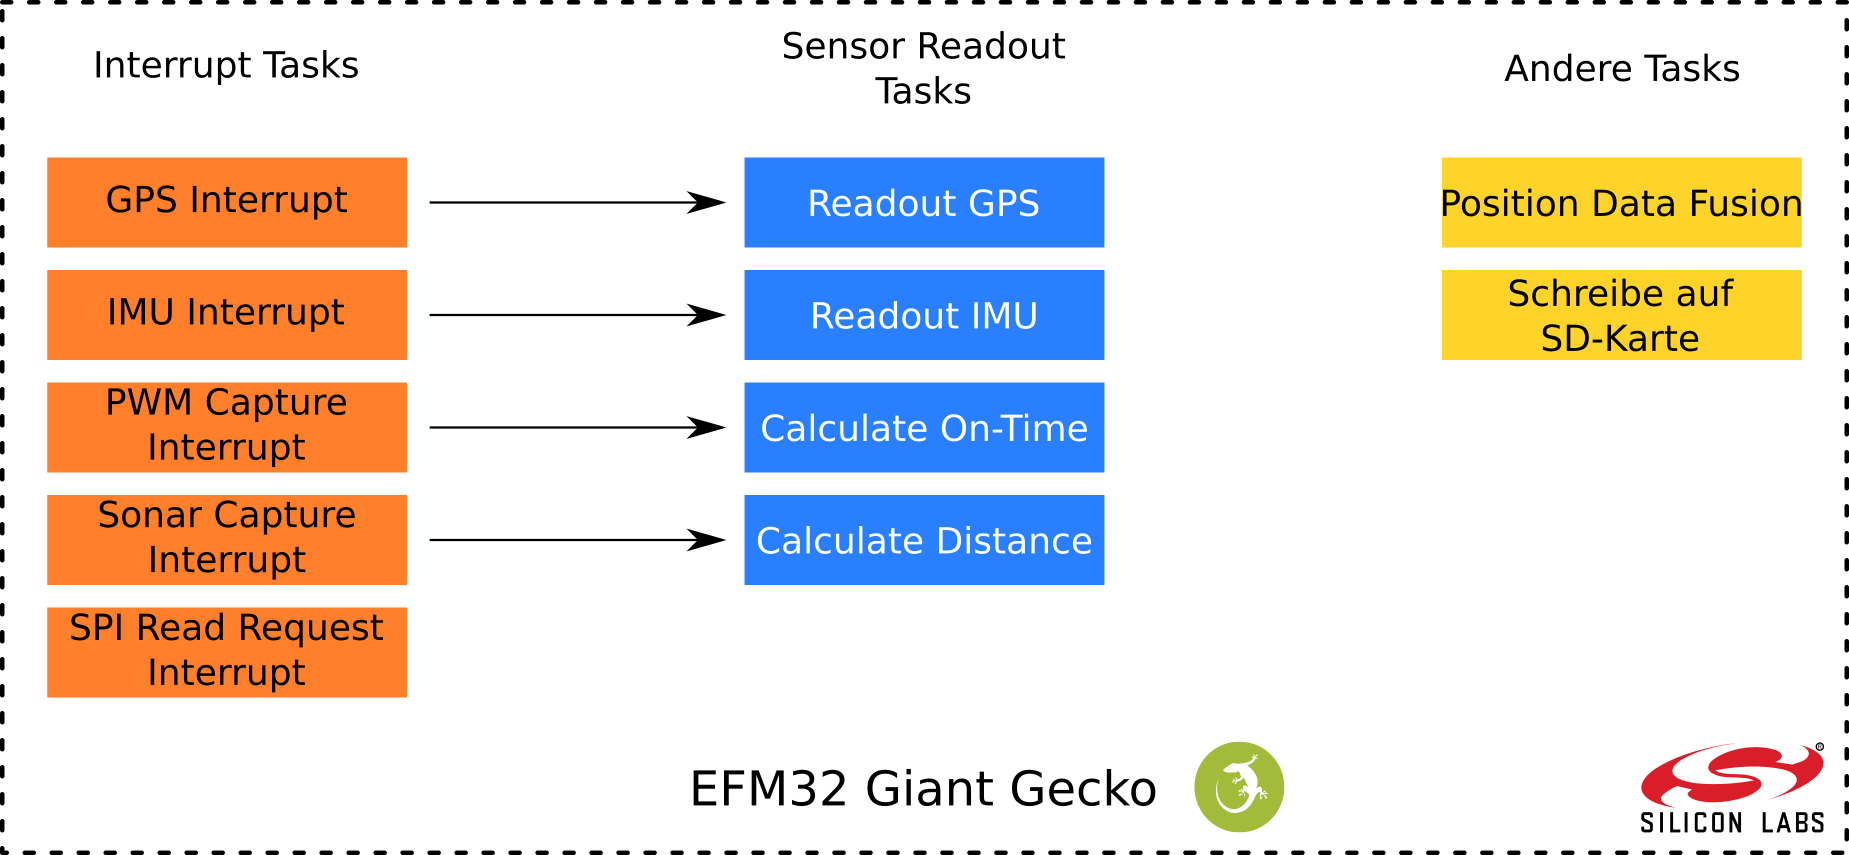 Interrupt Tasks
Sensor Readout
Tasks
Andere Tasks
GPS Interrupt
Readout GPS
Position Data Fusion
IMU Interrupt
Readout IMU
Schreibe auf
SD-Karte
PWM Capture
Interrupt
Calculate On-Time
Sonar Capture
Interrupt
Calculate Distance
SPI Read Request
Interrupt
EFM32 Giant Gecko
®
SILICON LABS